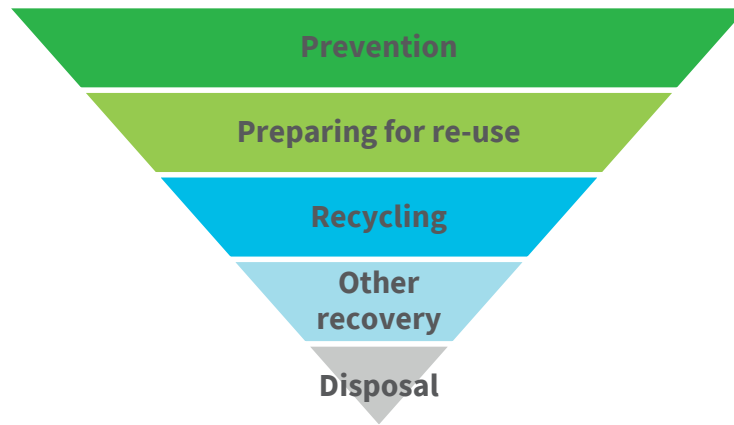 Prevention
Preparing for re-use
Recycling
Other
recovery
Disposal